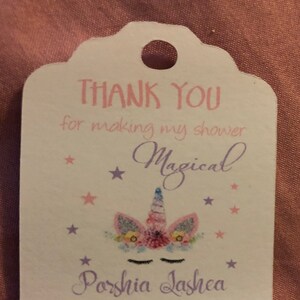 THANK YOU
for making my shower
Magical
Porshia Lashea